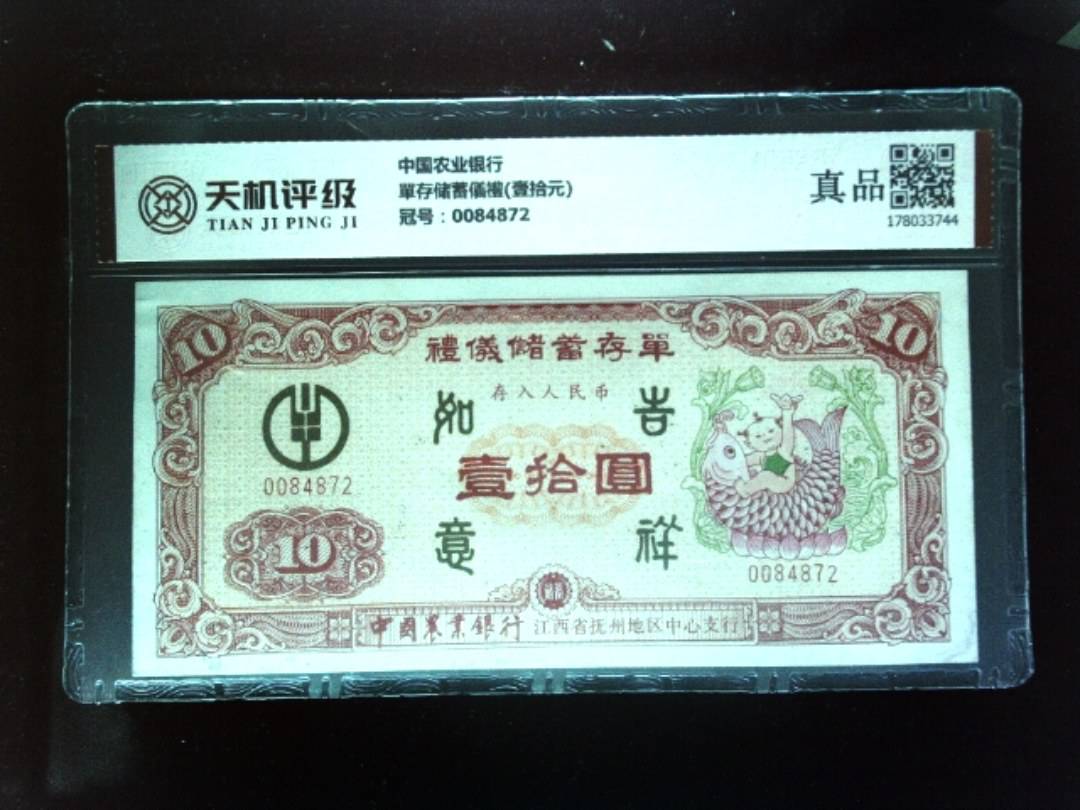 天机评级
TIAN JI PING JI
中国农业银行
單存储蓄儀禮(壹拾元)
冠号：0084872
真品
178033744
10
10
禮儀儲蓄存單
存入人民币
如意
吉祥
壹拾圓
0084872
10
0084872
中國農業銀行 江西省抚州地区中心支行